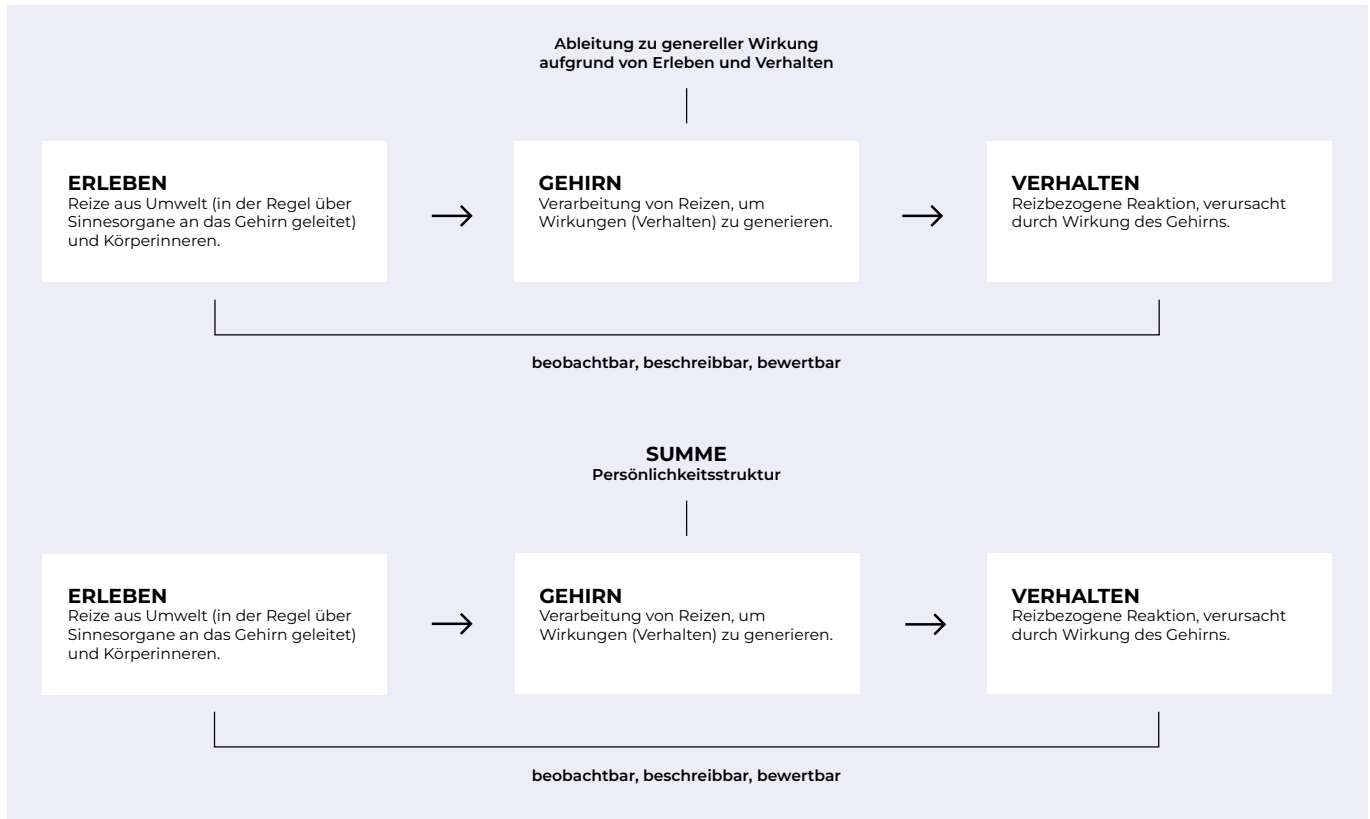 Ableitung zu genereller Wirkung
aufgrund von Erleben und Verhalten
ERLEBEN
Reize aus Umwelt (in der Regel über
Sinnesorgane an das Gehirn geleitet)
und Körperinneren.
GEHIRN
Verarbeitung von Reizen, um
Wirkungen (Verhalten) zu generieren.
VERHALTEN
Reizbezogene Reaktion, verursacht
durch Wirkung des Gehirns.
beobachtbar, beschreibbar, bewertbar
SUMME
Persönlichkeitsstruktur
ERLEBEN
Reize aus Umwelt (in der Regel über
Sinnesorgane an das Gehirn geleitet)
und Körperinneren.
GEHIRN
Verarbeitung von Reizen, um
Wirkungen (Verhalten) zu generieren.
VERHALTEN
Reizbezogene Reaktion, verursacht
durch Wirkung des Gehirns.
beobachtbar, beschreibbar, bewertbar